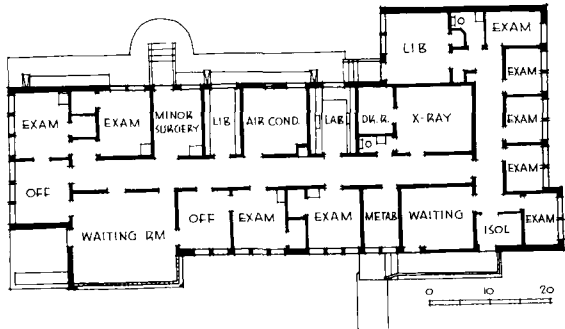 LIB
EXAM
EXAM
EXAM
EXAM
MINOR
SURGERY
LIB
AIR COND.
LAB
DK. R.
X-RAY
EXAM
EXAM
OFF
WAITING RM
OFF
EXAM
EXAM
METAB
WAITING
ISOL
EXAM
0 10 20